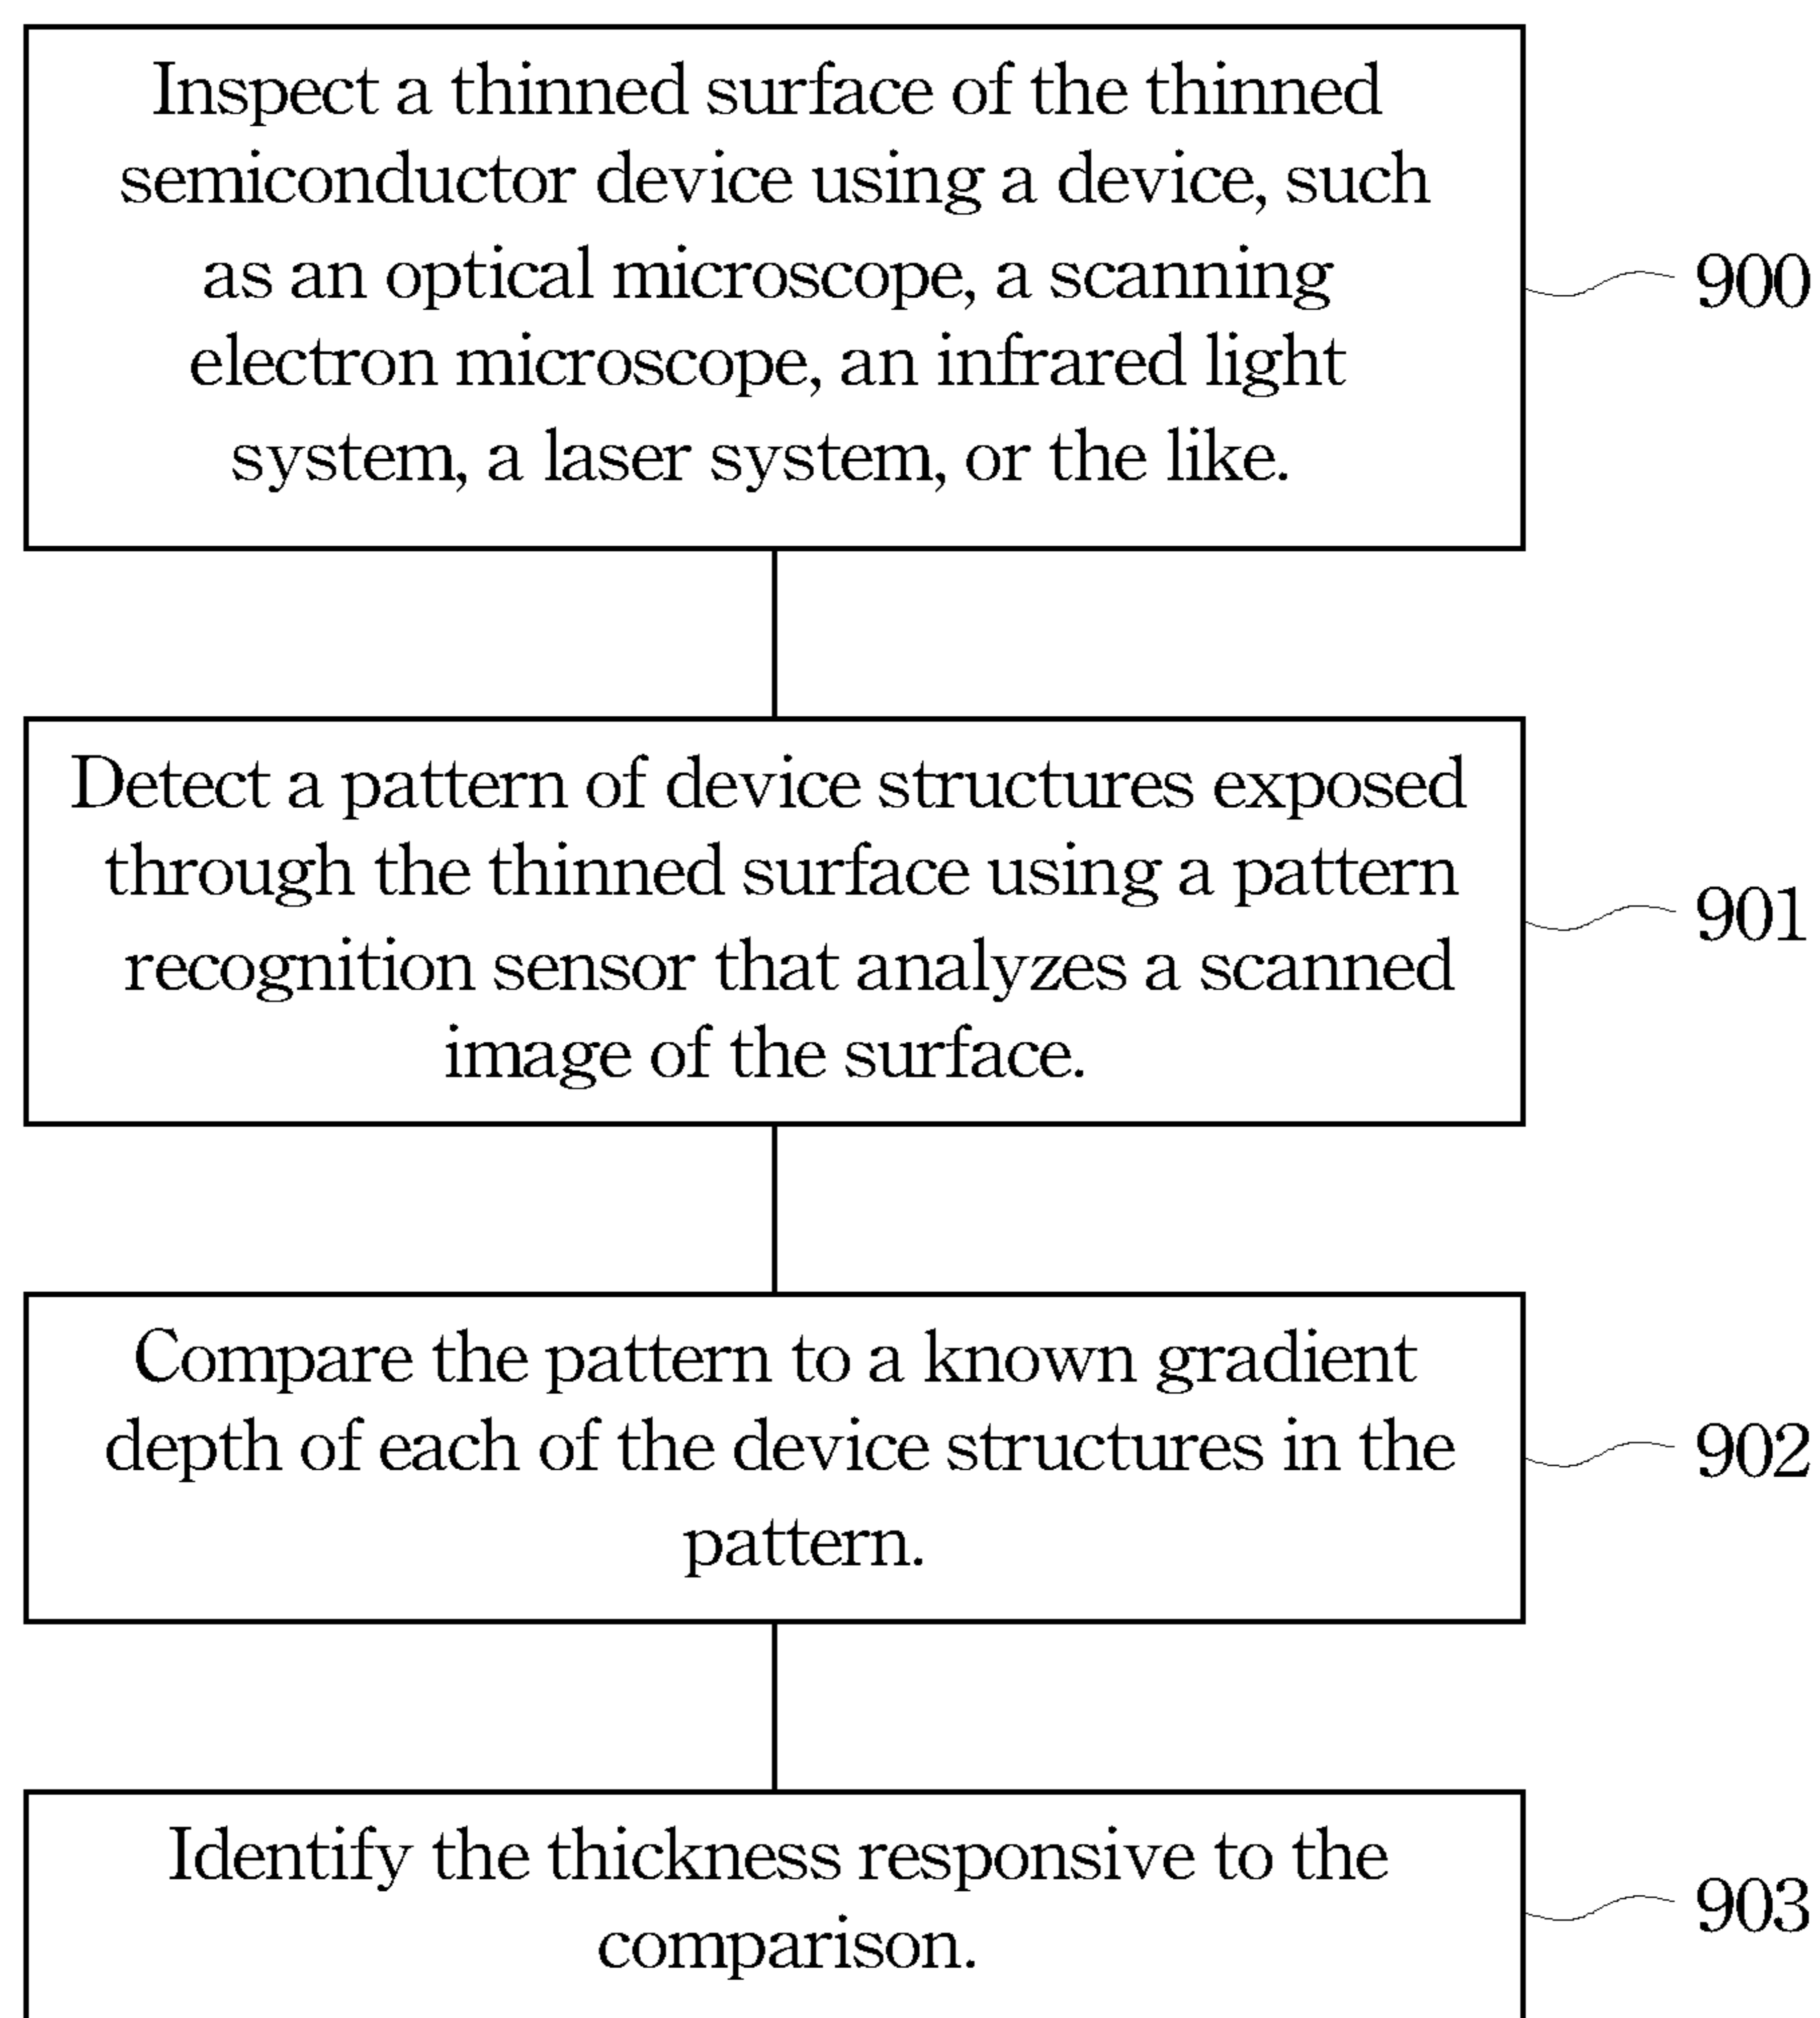 Inspect a thinned surface of the thinned
semiconductor device using a device, such
as an optical microscope, a scanning
electron microscope, an infrared light
system, a laser system, or the like.
900
Detect a pattern of device structures exposed
through the thinned surface using a pattern
recognition sensor that analyzes a scanned
image of the surface.
901
Compare the pattern to a known gradient
depth of each of the device structures in the
pattern.
902
Identify the thickness responsive to the
comparison.
903